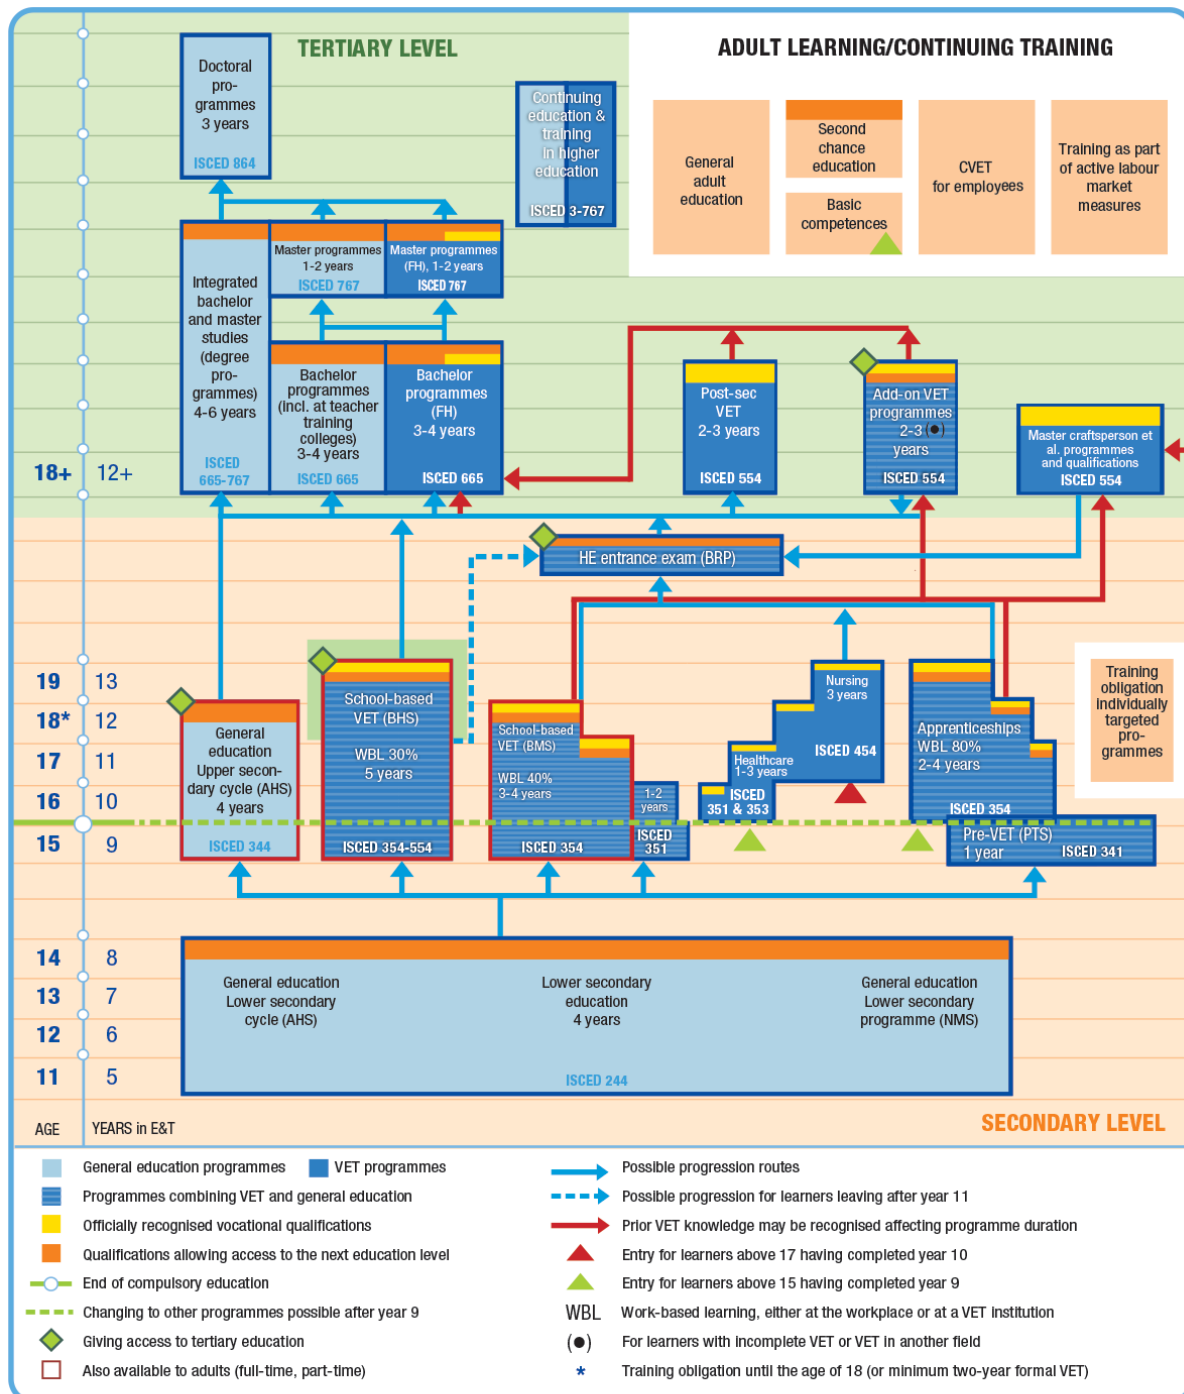 TERTIARY LEVEL
ADULT LEARNING/CONTINUING TRAINING
Doctoral
pro-
grammes
3 years
ISCED 864
Continuing
education &
training
in higher
education
ISCED 3-767
General
adult
education
Second
chance
education
Basic
competences
CVET
for employees
Training as part
of active labour
market
measures
Integrated
bachelor
and master
studies
(degree
pro-
grammes)
4-6 years
ISCED
665-767
Master programmes
1-2 years
ISCED 767
Master programmes
(FH), 1-2 years
ISCED 767
Bachelor
programmes
(incl. at teacher
training
colleges)
3-4 years
ISCED 665
Bachelor
programmes
(FH)
3-4 years
ISCED 665
Post-sec
VET
2-3 years
ISCED 554
Add-on VET
programmes
2-3 (●)
years
ISCED 554
Master craftsperson et
al. programmes
and qualifications
ISCED 554
18+ 12+
HE entrance exam (BRP)
19 13
18* 12
17 11
16 10
15 9
General
education
Upper secon-
dary cycle (AHS)
4 years
ISCED 344
School-based
VET (BHS)
WBL 30%
5 years
ISCED 354-554
School-based
VET (BMS)
WBL 40%
3-4 years
ISCED 354
1-2
years
ISCED
351
Healthcare
1-3 years
ISCED
351 & 353
Nursing
3 years
ISCED 454
Apprenticeships
WBL 80%
2-4 years
ISCED 354
Pre-VET (PTS)
1 year
ISCED 341
Training
obligation
Individually
targeted
pro-
grammes
14 8
13 7
12 6
11 5
General education
Lower secondary
cycle (AHS)
Lower secondary
education
4 years
General education
Lower secondary
programme (NMS)
ISCED 244
SECONDARY LEVEL
AGE YEARS in E&T
General education programmes
VET programmes
Programmes combining VET and general education
Officially recognised vocational qualifications
Qualifications allowing access to the next education level
End of compulsory education
Changing to other programmes possible after year 9
Giving access to tertiary education
Also available to adults (full-time, part-time)
Possible progression routes
Possible progression for learners leaving after year 11
Prior VET knowledge may be recognised affecting programme duration
Entry for learners above 17 having completed year 10
Entry for learners above 15 having completed year 9
WBL Work-based learning, either at the workplace or at a VET institution
(●) For learners with incomplete VET or VET in another field
* Training obligation until the age of 18 (or minimum two-year formal VET)